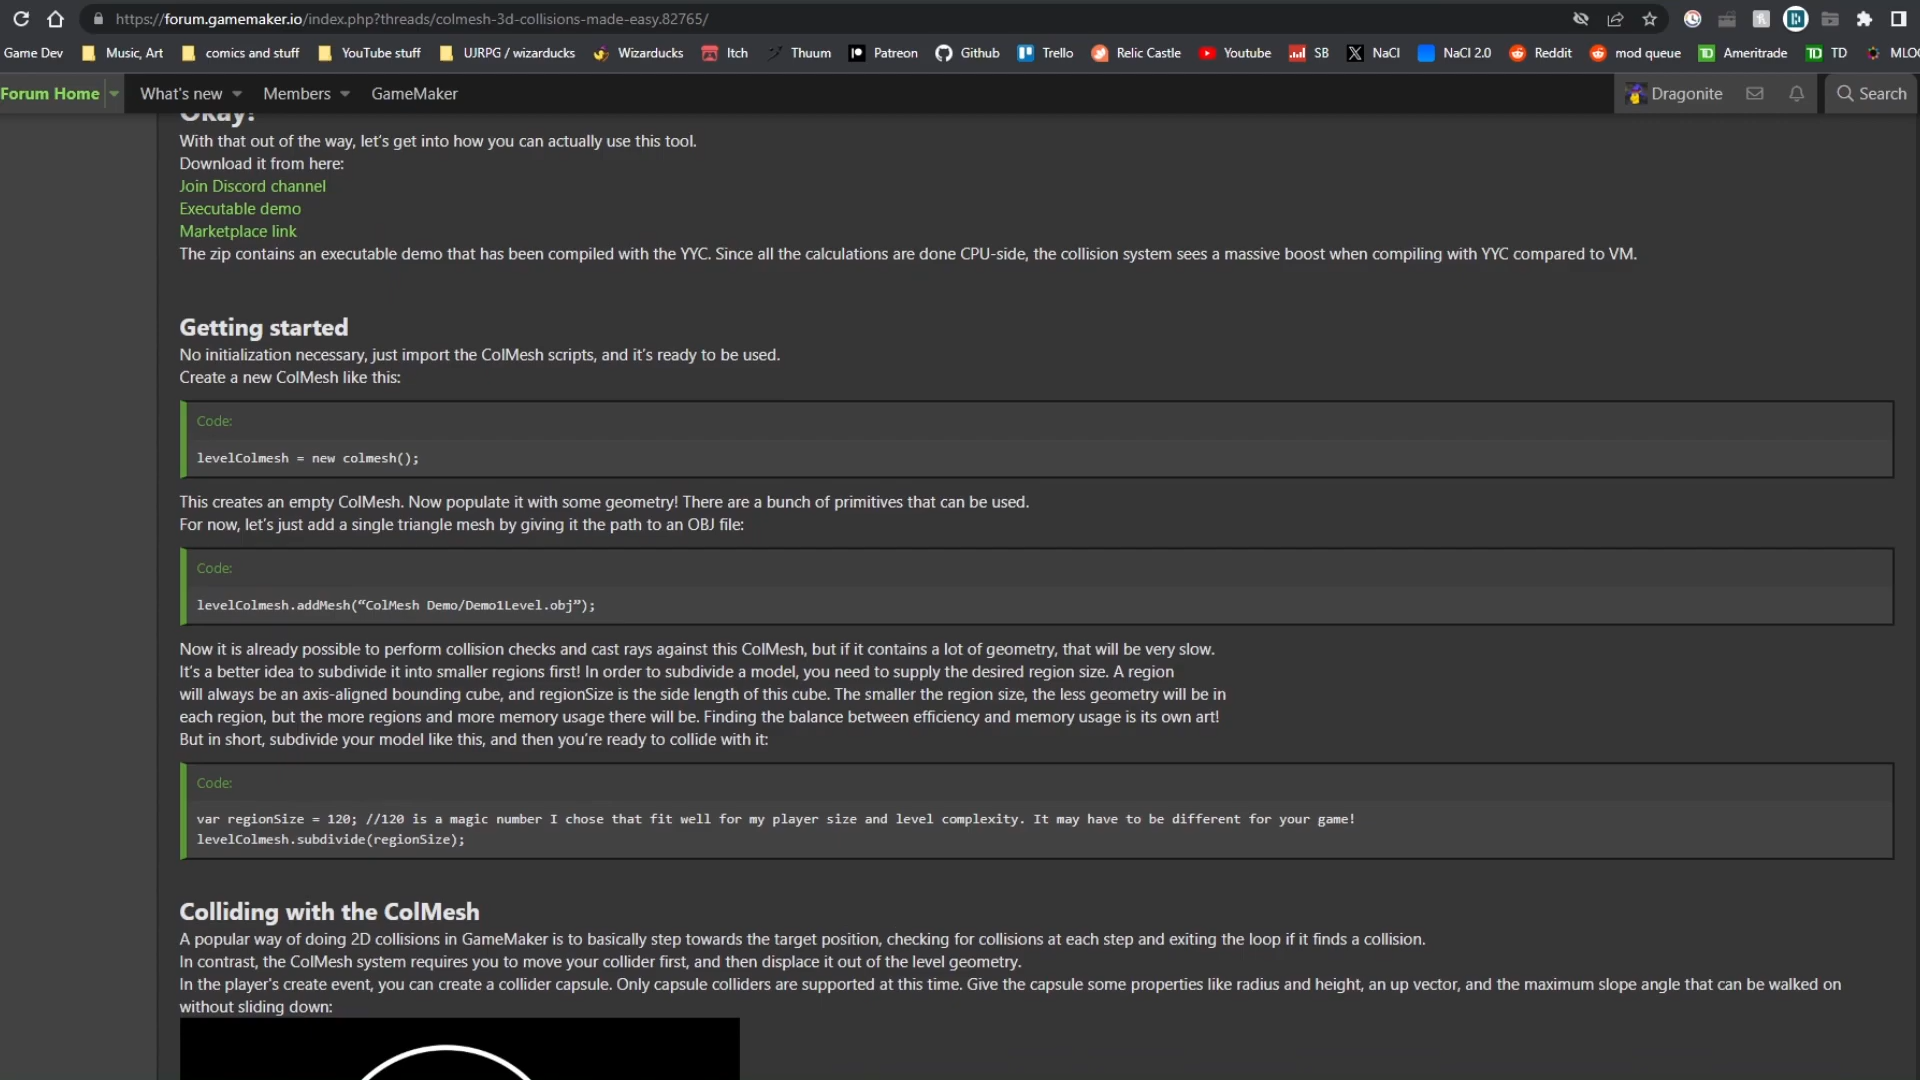 https://forum.gamemaker.io/index.php?threads/colmesh-3d-collisions-made-easy.82765/
Game Dev Music, Art comics and stuff YouTube stuff UJRPG / wizarducks Wizarducks Itch Thuum Patreon Github Trello Relic Castle Youtube SB NaCl NaCl 2.0 Reddit mod queue Ameritrade TD
Forum Home What's new Members GameMaker Dragonite Search
Okay!
With that out of the way, let's get into how you can actually use this tool.
Download it from here:
Join Discord channel
Executable demo
Marketplace link
The zip contains an executable demo that has been compiled with the YYC. Since all the calculations are done CPU-side, the collision system sees a massive boost when compiling with YYC compared to VM.
Getting started
No initialization necessary, just import the ColMesh scripts, and it's ready to be used.
Create a new ColMesh like this:
Code:
levelColmesh = new colmesh();
This creates an empty ColMesh. Now populate it with some geometry! There are a bunch of primitives that can be used.
For now, let's just add a single triangle mesh by giving it the path to an OBJ file:
Code:
levelColmesh.addMesh(“ColMesh Demo/Demo1Level.obj”);
Now it is already possible to perform collision checks and cast rays against this ColMesh, but if it contains a lot of geometry, that will be very slow.
It's a better idea to subdivide it into smaller regions first! In order to subdivide a model, you need to supply the desired region size. A region
will always be an axis-aligned bounding cube, and regionSize is the side length of this cube. The smaller the region size, the less geometry will be in
each region, but the more regions and more memory usage there will be. Finding the balance between efficiency and memory usage is its own art!
But in short, subdivide your model like this, and then you're ready to collide with it:
Code:
var regionSize = 120; //120 is a magic number I chose that fit well for my player size and level complexity. It may have to be different for your game!
levelColmesh.subdivide(regionSize);
Colliding with the ColMesh
A popular way of doing 2D collisions in GameMaker is to basically step towards the target position, checking for collisions at each step and exiting the loop if it finds a collision.
In contrast, the ColMesh system requires you to move your collider first, and then displace it out of the level geometry.
In the player's create event, you can create a collider capsule. Only capsule colliders are supported at this time. Give the capsule some properties like radius and height, an up vector, and the maximum slope angle that can be walked on
without sliding down: